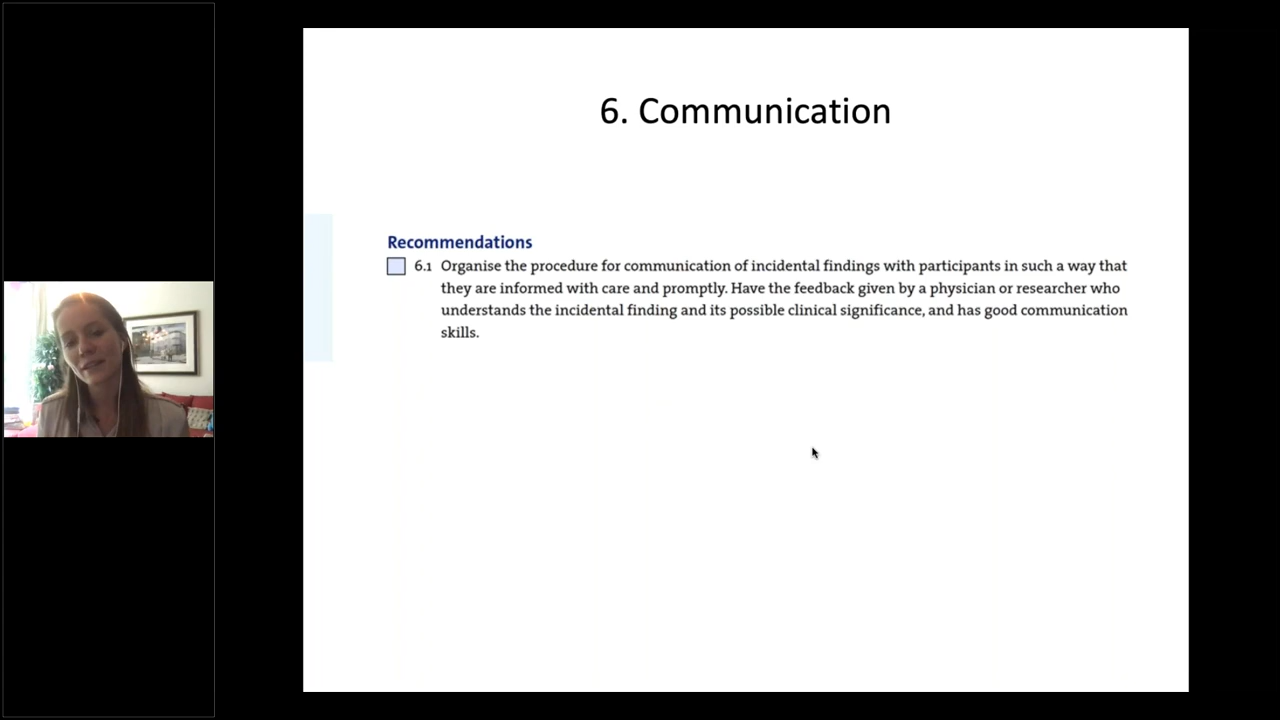 6. Communication
Recommendations
6.1 Organise the procedure for communication of incidental findings with participants in such a way that
they are informed with care and promptly. Have the feedback given by a physician or researcher who
understands the incidental finding and its possible clinical significance, and has good communication
skills.